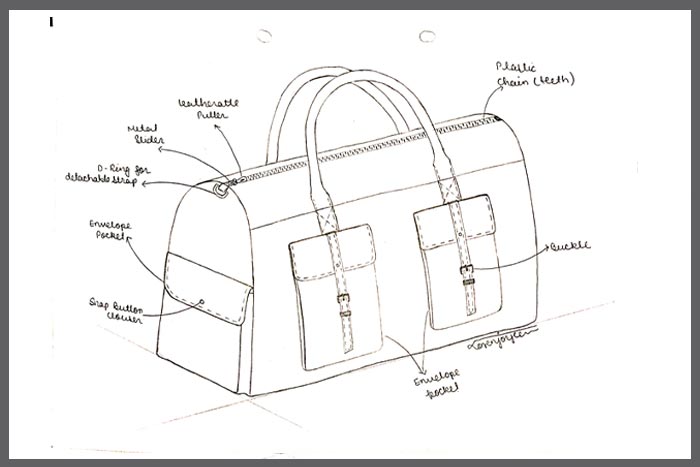 Leatherette
Puller
Metal
Slider
D-Ring for
detachable strap
Envelope
Pocket
Snap Button
Closure
Plastic
Chain (teeth)
Buckle
Envelope
Pocket